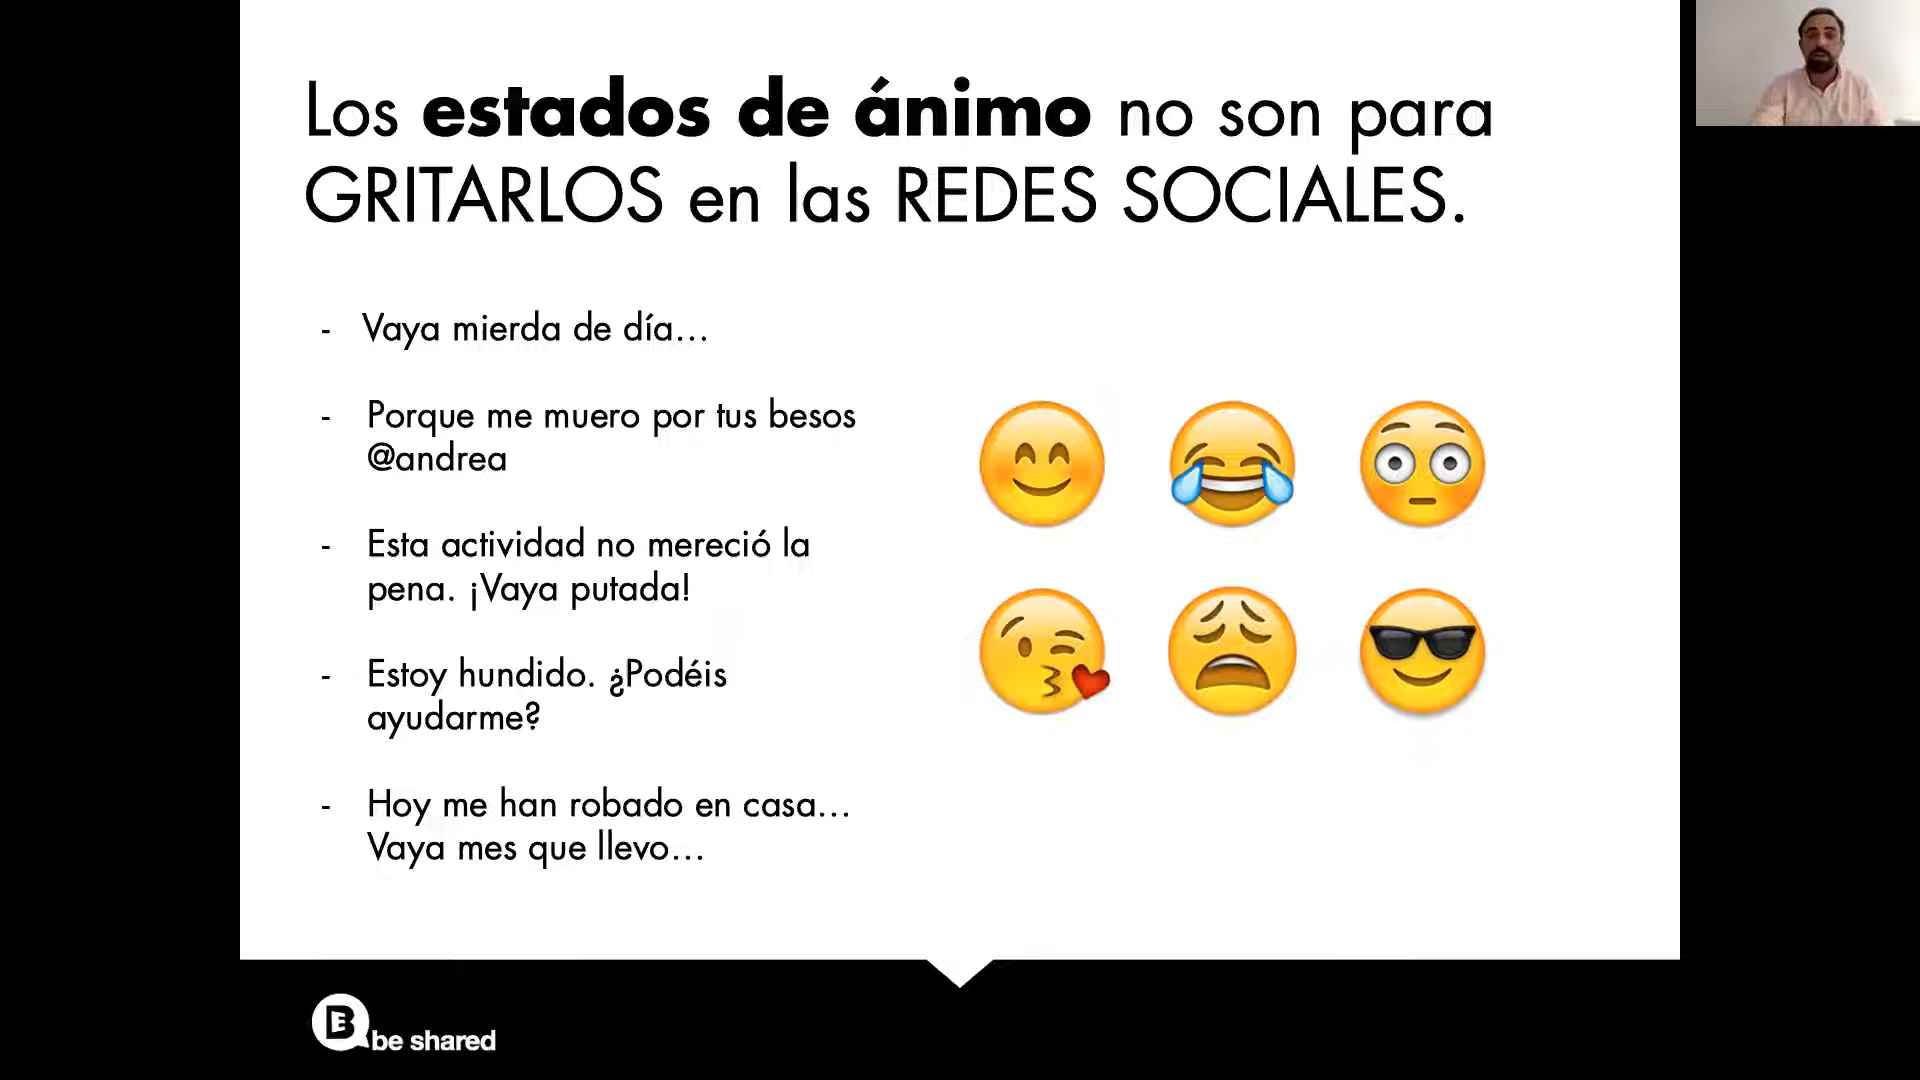 Los estados de ánimo no son para
GRITARLOS en las REDES SOCIALES.
- Vaya mierda de día...
- Porque me muero por tus besos
@andrea
- Esta actividad no mereció la
pena. ¡Vaya putada!
- Estoy hundido. ¿Podéis
ayudarme?
- Hoy me han robado en casa...
Vaya mes que llevo...
B be shared